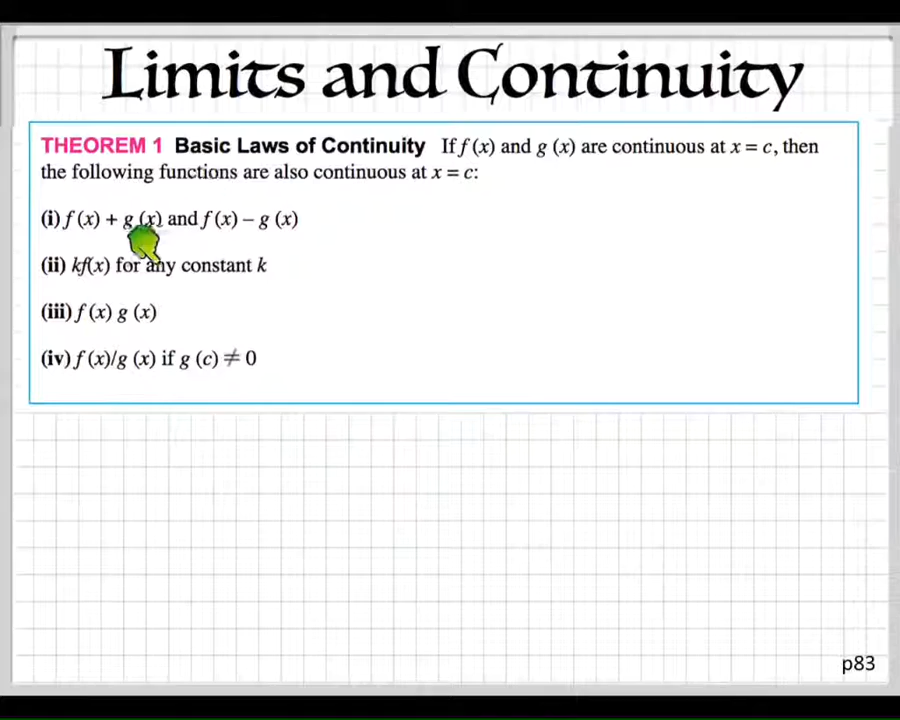 Limits and Continuity
THEOREM 1 Basic Laws of Continuity If f (x) and g (x) are continuous at x = c, then
the following functions are also continuous at x = c:
(i) f (x) + g (x) and f (x) − g (x)
(ii) kf(x) for any constant k
(iii) f (x) g (x)
(iv) f (x)/g (x) if g (c) ≠ 0
p83